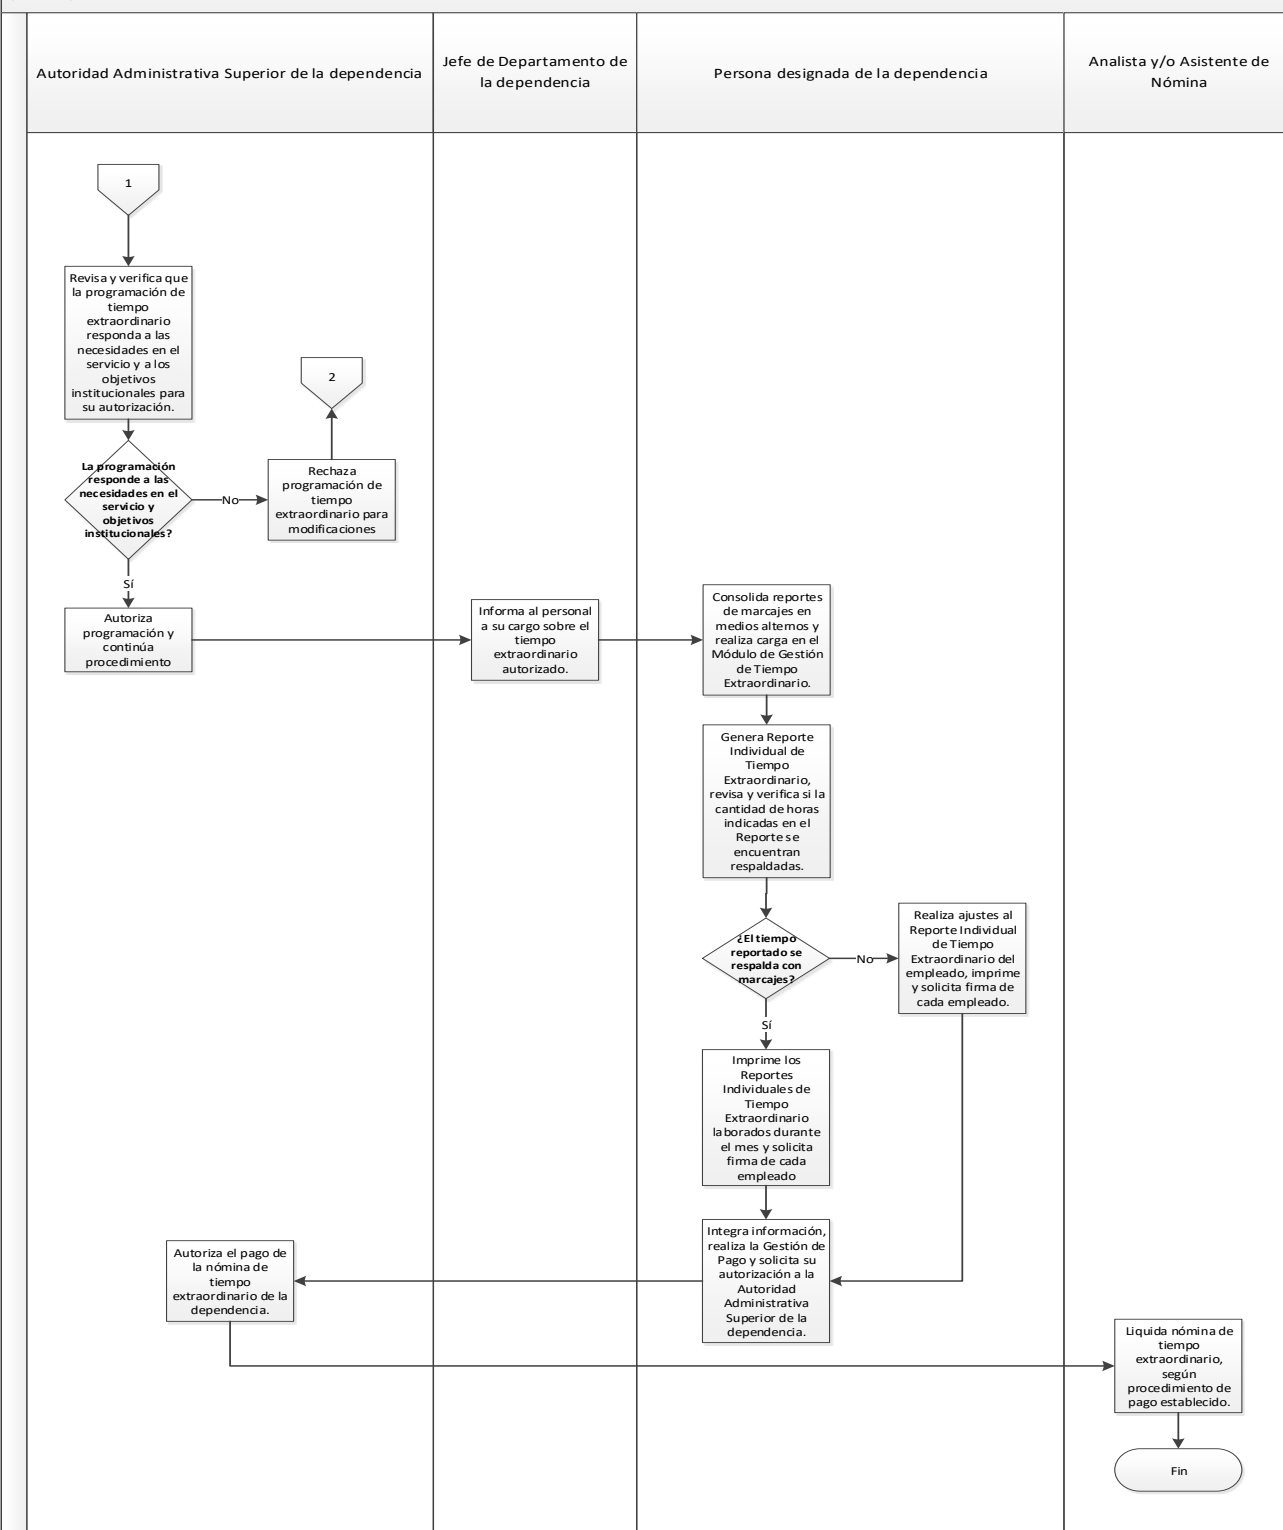 Autoridad Administrativa Superior de la dependencia
Jefe de Departamento de
la dependencia
Persona designada de la dependencia
Analista y/o Asistente de
Nómina
1
Revisa y verifica que
la programación de
tiempo
extraordinario
responda a las
necesidades en el
servicio y a los
objetivos
institucionales para
su autorización.
2
La programación
responde a las
necesidades en el
servicio y
objetivos
institucionales?
No
Rechaza
programación de
tiempo
extraordinario para
modificaciones
Sí
Autoriza
programación y
continúa
procedimiento
Informa al personal
a su cargo sobre el
tiempo
extraordinario
autorizado.
Consolida reportes
de marcajes en
medios alternos y
realiza carga en el
Módulo de Gestión
de Tiempo
Extraordinario.
Genera Reporte
Individual de
Tiempo
Extraordinario,
revisa y verifica si la
cantidad de horas
indicadas en el
Reporte se
encuentran
respaldadas.
¿El tiempo
reportado se
respalda con
marcajes?
No
Realiza ajustes al
Reporte Individual
de Tiempo
Extraordinario del
empleado, imprime
y solicita firma de
cada empleado.
Sí
Imprime los
Reportes
Individuales de
Tiempo
Extraordinario
laborados durante
el mes y solicita
firma de cada
empleado
Integra información,
realiza la Gestión de
Pago y solicita su
autorización a la
Autoridad
Administrativa
Superior de la
dependencia.
Autoriza el pago de
la nómina de
tiempo
extraordinario de la
dependencia.
Liquida nómina de
tiempo
extraordinario,
según
procedimiento de
pago establecido.
Fin